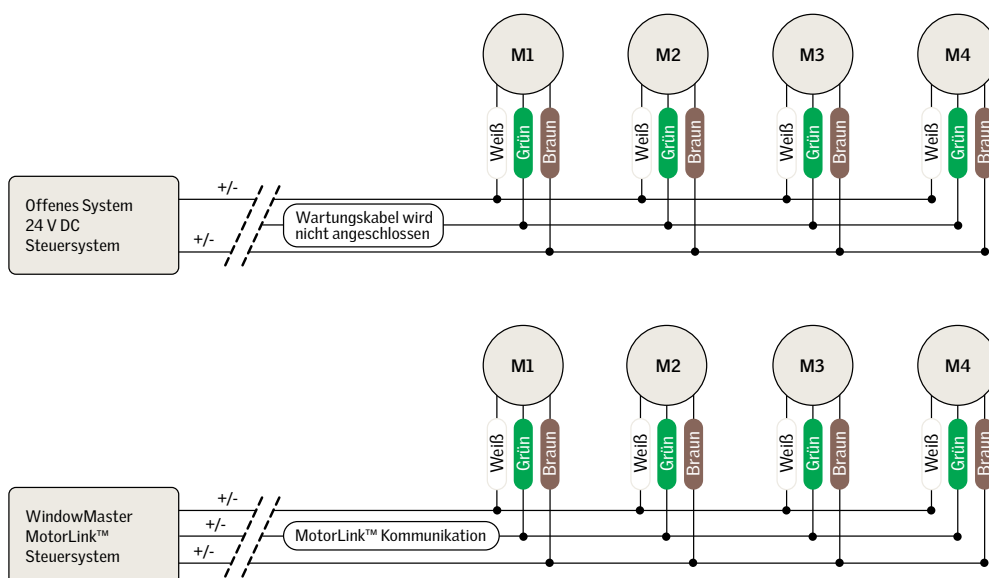 M1 M2 M3 M4
Weiß Grün Braun Weiß Grün Braun Weiß Grün Braun Weiß Grün Braun
Offenes System
24 V DC
Steuersystem
+/-
+/-
Wartungskabel wird
nicht angeschlossen
M1 M2 M3 M4
Weiß Grün Braun Weiß Grün Braun Weiß Grün Braun Weiß Grün Braun
WindowMaster
MotorLink™
Steuersystem
+/-
+/-
+/-
MotorLink™ Kommunikation